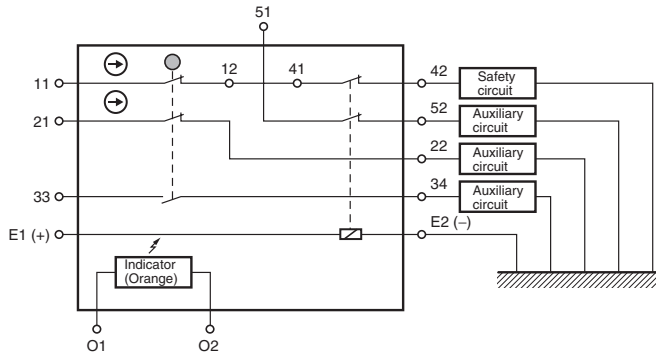 51
11
12
41
42
Safety
circuit
21
52
Auxiliary
circuit
22
Auxiliary
circuit
33
34
Auxiliary
circuit
E1 (+)
E2 (–)
Indicator
(Orange)
O1
O2